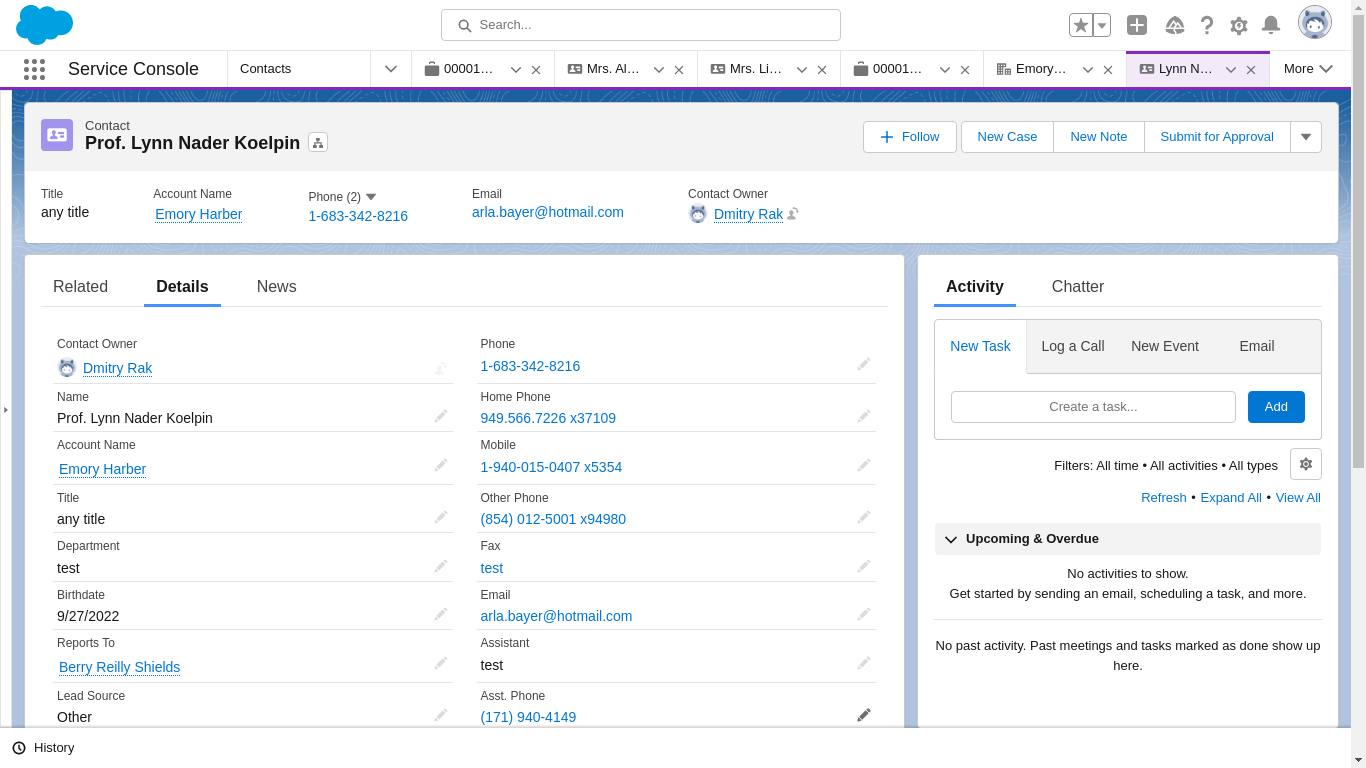 Search...
Service Console
Contacts
00001...
Mrs. Al...
Mrs. Li...
00001...
Emory...
Lynn N...
More
Contact
Prof. Lynn Nader Koelpin
Follow
New Case
New Note
Submit for Approval
Title
any title
Account Name
Emory Harber
Phone (2)
1-683-342-8216
Email
arla.bayer@hotmail.com
Contact Owner
Dmitry Rak
Related
Details
News
Contact Owner
Dmitry Rak
Phone
1-683-342-8216
Name
Prof. Lynn Nader Koelpin
Home Phone
949.566.7226 x37109
Account Name
Emory Harber
Mobile
1-940-015-0407 x5354
Title
any title
Other Phone
(854) 012-5001 x94980
Department
test
Fax
test
Birthdate
9/27/2022
Email
arla.bayer@hotmail.com
Reports To
Berry Reilly Shields
Assistant
test
Lead Source
Other
Asst. Phone
(171) 940-4149
Activity
Chatter
New Task
Log a Call
New Event
Email
Create a task...
Add
Filters: All time • All activities • All types
Refresh • Expand All • View All
Upcoming & Overdue
No activities to show.
Get started by sending an email, scheduling a task, and more.
No past activity. Past meetings and tasks marked as done show up
here.
History